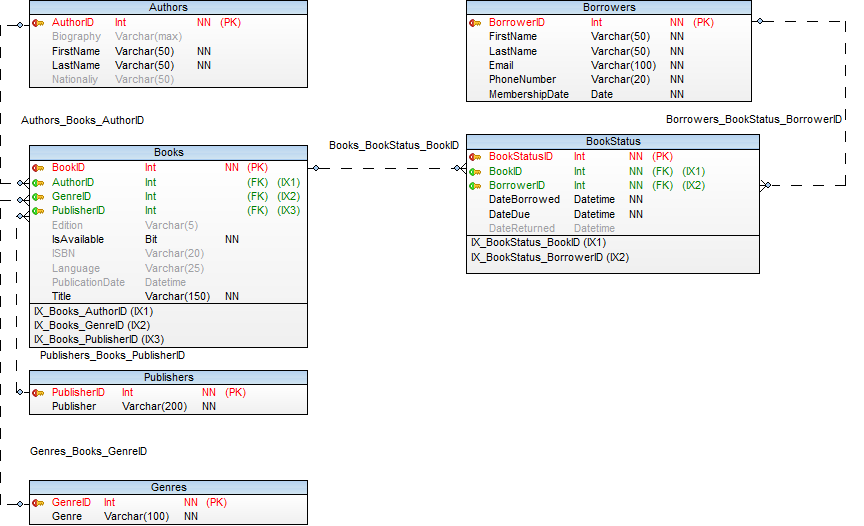 Authors
AuthorID Int NN (PK)
Biography Varchar(max)
FirstName Varchar(50) NN
LastName Varchar(50) NN
Nationaliy Varchar(50)
Borrowers
BorrowerID Int NN (PK)
FirstName Varchar(50) NN
LastName Varchar(50) NN
Email Varchar(100) NN
PhoneNumber Varchar(20) NN
MembershipDate Date NN
Authors_Books_AuthorID
Borrowers_BookStatus_BorrowerID
Books_BookStatus_BookID
Books
BookID Int NN (PK)
AuthorID Int (FK) (IX1)
GenreID Int (FK) (IX2)
PublisherID Int (FK) (IX3)
Edition Varchar(5)
IsAvailable Bit NN
ISBN Varchar(20)
Language Varchar(25)
PublicationDate Datetime
Title Varchar(150) NN
IX_Books_AuthorID (IX1)
IX_Books_GenreID (IX2)
IX_Books_PublisherID (IX3)
BookStatus
BookStatusID Int NN (PK)
BookID Int NN (FK) (IX1)
BorrowerID Int NN (FK) (IX2)
DateBorrowed Datetime NN
DateDue Datetime NN
DateReturned Datetime
IX_BookStatus_BookID (IX1)
IX_BookStatus_BorrowerID (IX2)
Publishers_Books_PublisherID
Publishers
PublisherID Int NN (PK)
Publisher Varchar(200) NN
Genres_Books_GenreID
Genres
GenreID Int NN (PK)
Genre Varchar(100) NN